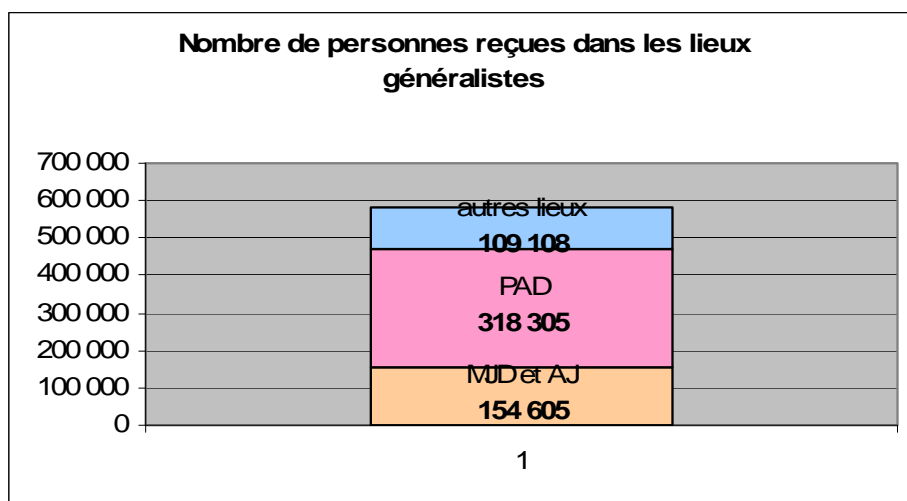 Nombre de personnes reçues dans les lieux
généralistes
700 000
600 000
500 000
400 000
300 000
200 000
100 000
0
autres lieux
109 108
PAD
318 305
MJD et AJ
154 605
1